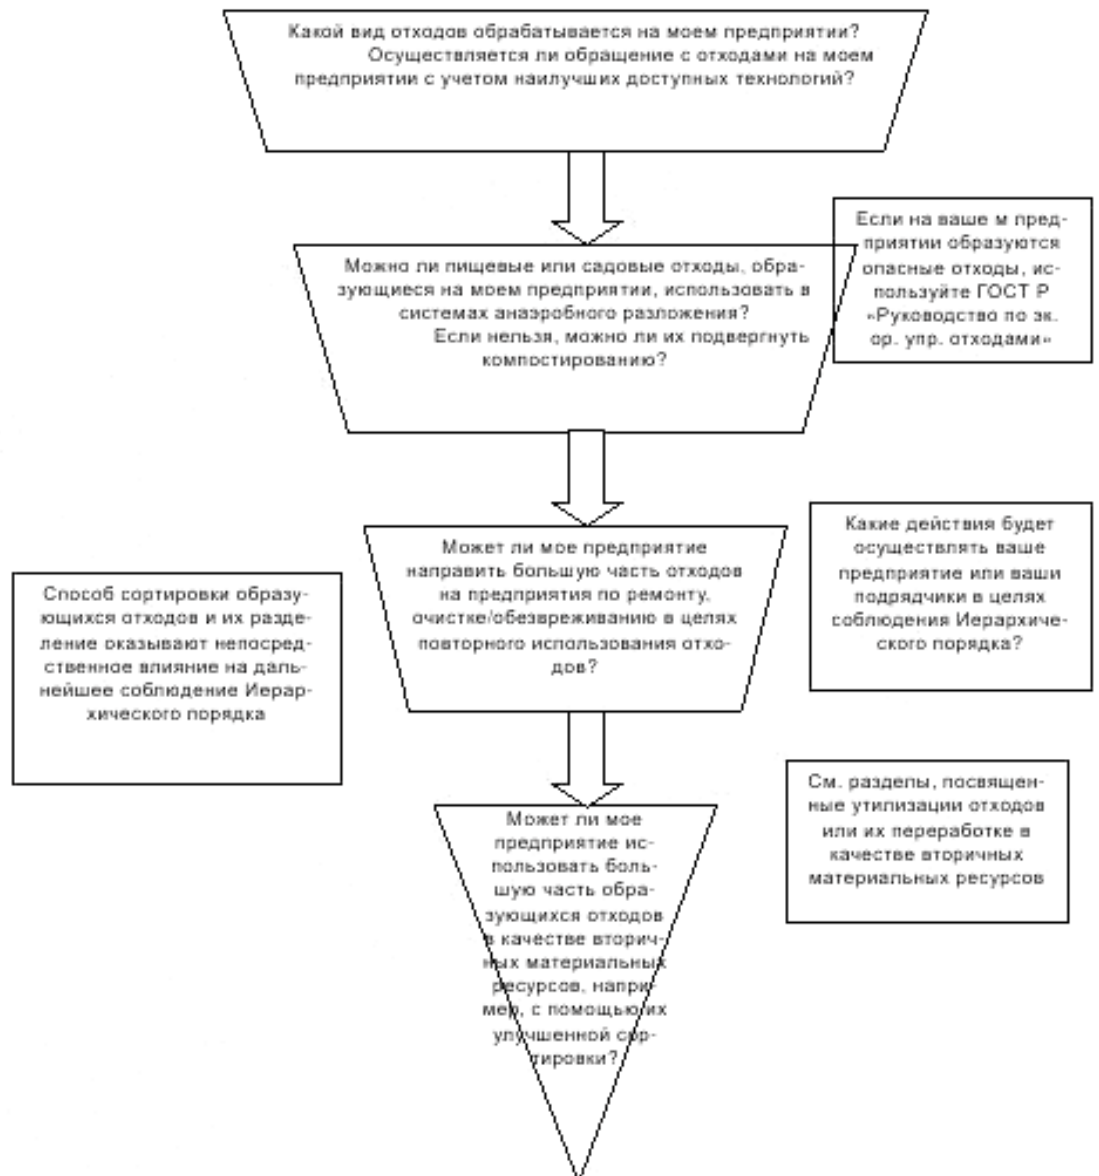 Какой вид отходов обрабатывается на моем предприятии?
Осуществляется ли обращение с отходами на моем
предприятии с учетом наилучших доступных технологий?
Если на ваше м пред-
приятии образуются
опасные отходы, ис-
пользуйте ГОСТ Р
«Руководство по эк.
ор. упр. отходами»
Можно ли пищевые или садовые отходы, обра-
зующиеся на моем предприятии, использовать в
системах анаэробного разложения?
Если нельзя, можно ли их подвергнуть
компостированию?
Какие действия будет
осуществлять ваше
предприятие или ваши
подрядчики в целях
соблюдения Иерархиче-
ского порядка?
Может ли мое предприятие
направить большую часть отходов
на предприятия по ремонту,
очистке/обезвреживанию в целях
повторного использования отхо-
дов?
Способ сортировки образу-
ющихся отходов и их разде-
ление оказывают непосред-
ственное влияние на даль-
нейшее соблюдение Иерар-
хического порядка
См. разделы, посвящен-
ные утилизации отходов
или их переработке в
качестве вторичных
материальных ресурсов
Может ли мое
предприятие ис-
пользовать боль-
шую часть обра-
зующихся отходов
в качестве вторич-
ных материальных
ресурсов, напри-
мер, с помощью их
улучшенной сор-
тировки?